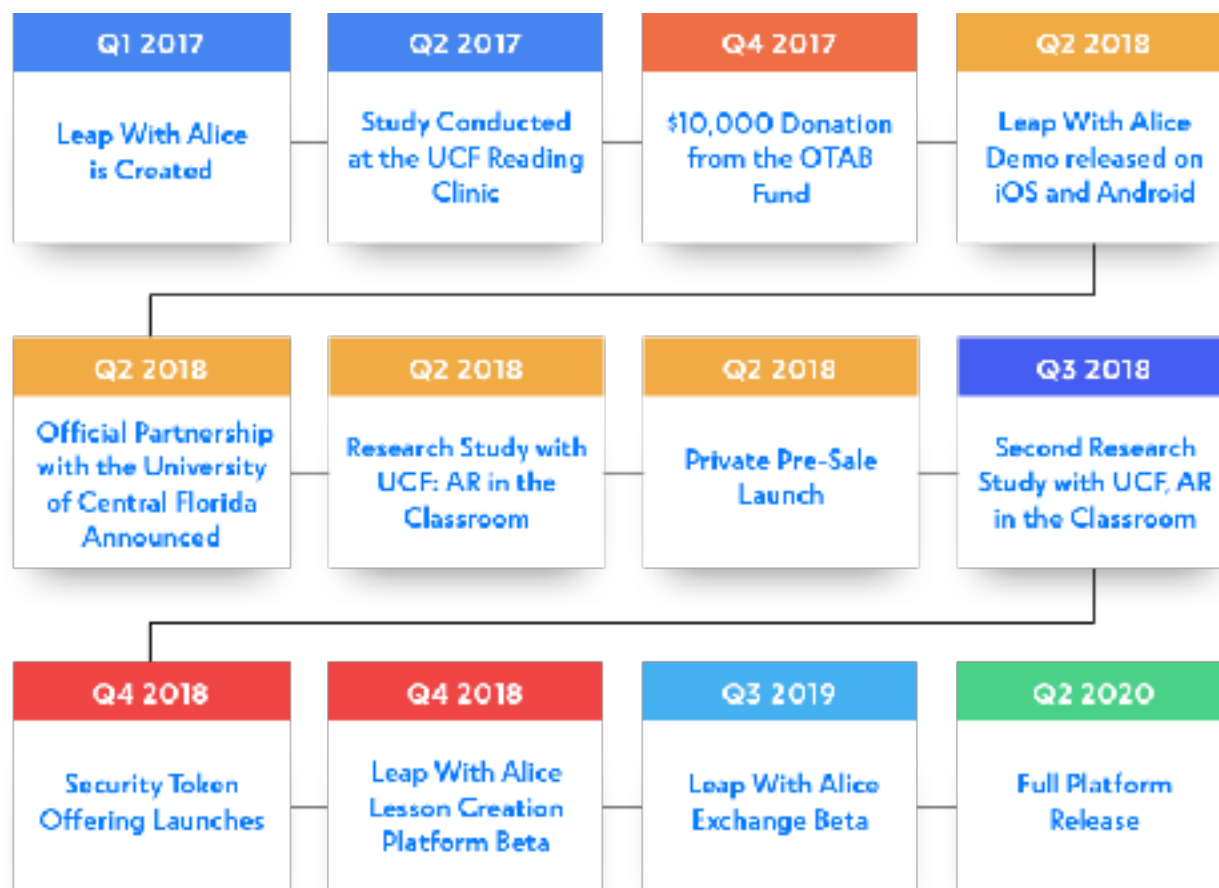 Q1 2017
Leap With Alice
is Created
Q2 2017
Study Conducted
at the UCF Reading
Clinic
Q4 2017
$10,000 Donation
from the OTAB
Fund
Q2 2018
Leap With Alice
Demo released on
iOS and Android
Q2 2018
Official Partnership
with the University
of Central Florida
Announced
Q2 2018
Research Study with
UCF: AR in the
Classroom
Q2 2018
Private Pre-Sale
Launch
Q3 2018
Second Research
Study with UCF, AR
in the Classroom
Q4 2018
Security Token
Offering Launches
Q4 2018
Leap With Alice
Lesson Creation
Platform Beta
Q3 2019
Leap With Alice
Exchange Beta
Q2 2020
Full Platform
Release